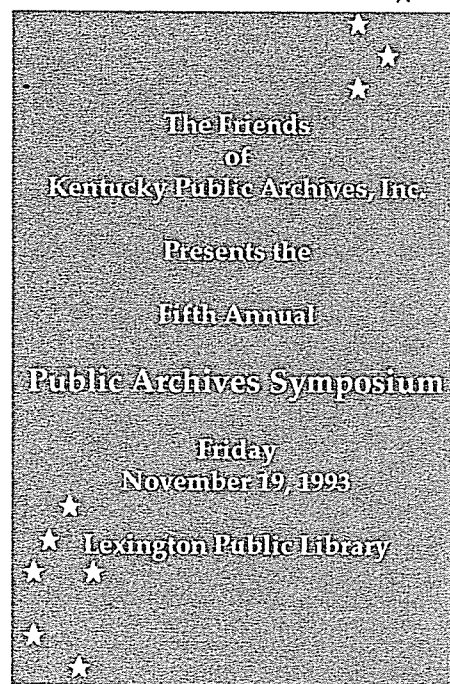 The Friends
of
Kentucky Public Archives, Inc.
Presents the
Fifth Annual
Public Archives Symposium
Friday
November 19, 1993
Lexington Public Library